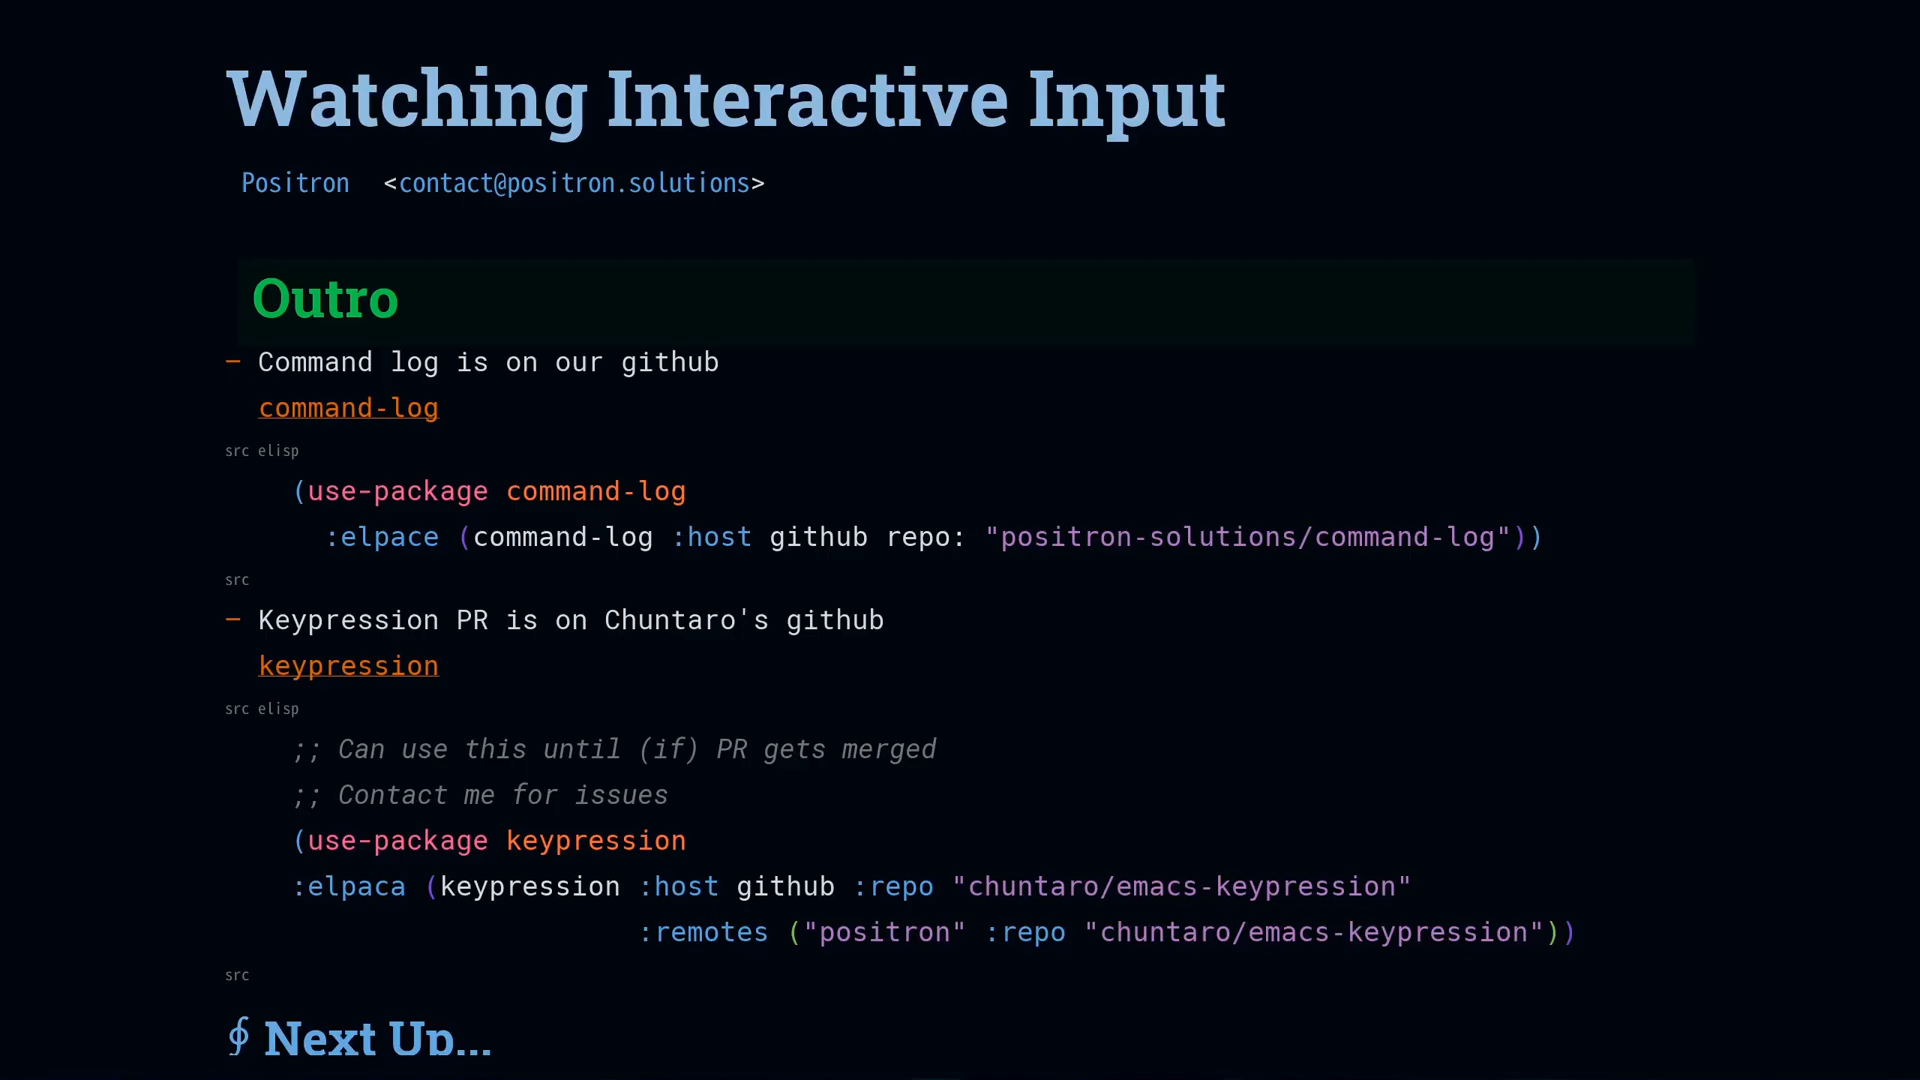 Watching Interactive Input
Positron <contact@positron.solutions>
Outro
– Command log is on our github
command-log
src elisp
(use-package command-log
:elpace (command-log :host github repo: "positron-solutions/command-log"))
src
– Keypression PR is on Chuntaro's github
keypression
src elisp
;; Can use this until (if) PR gets merged
;; Contact me for issues
(use-package keypression
:elpaca (keypression :host github :repo "chuntaro/emacs-keypression"
:remotes ("positron" :repo "chuntaro/emacs-keypression"))
src
∮ Next Up...